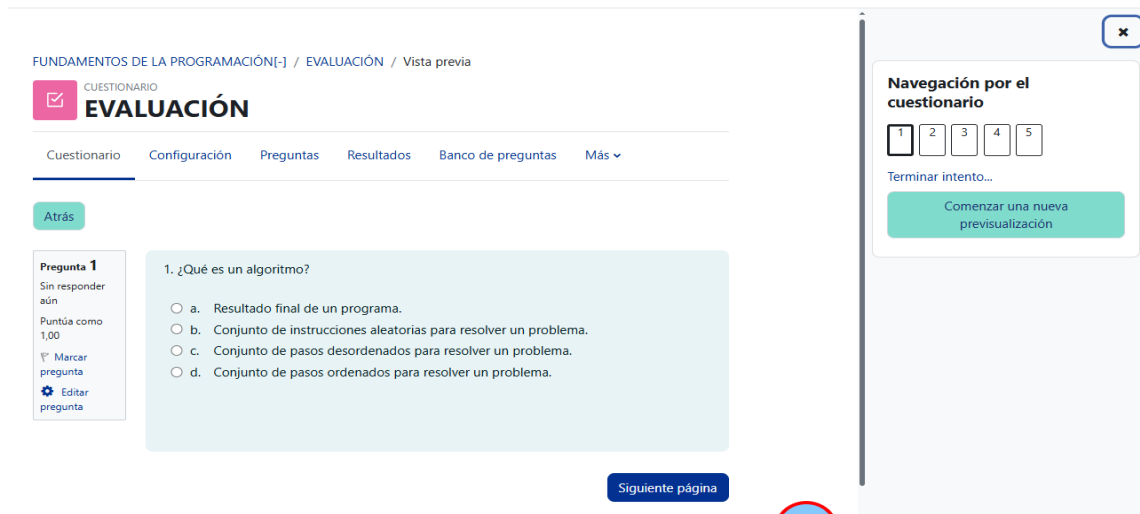 FUNDAMENTOS DE LA PROGRAMACIÓN[-] / EVALUACIÓN / Vista previa
CUESTIONARIO
EVALUACIÓN
Cuestionario Configuración Preguntas Resultados Banco de preguntas Más
Atrás
Pregunta 1
Sin responder
aún
Puntúa como
1,00
Marcar
pregunta
Editar
pregunta
1. ¿Qué es un algoritmo?
a. Resultado final de un programa.
b. Conjunto de instrucciones aleatorias para resolver un problema.
c. Conjunto de pasos desordenados para resolver un problema.
d. Conjunto de pasos ordenados para resolver un problema.
Siguiente página
Navegación por el
cuestionario
1 2 3 4 5
Terminar intento...
Comenzar una nueva
previsualización